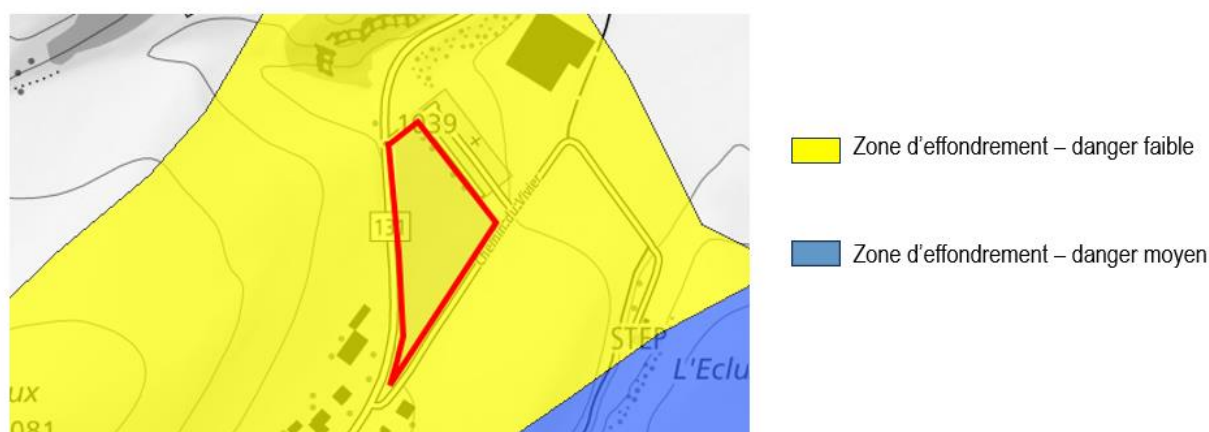 1039
131
Chemin du Vivier
STEP
L'Eclu
ux
081
Zone d'effondrement – danger faible
Zone d'effondrement – danger moyen